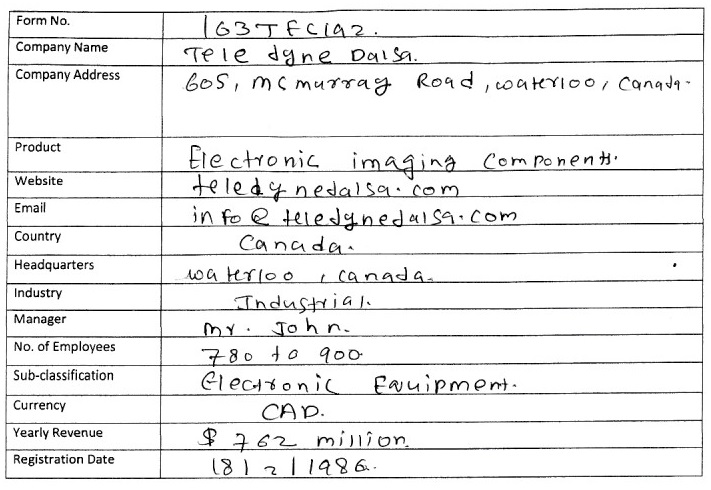 Form No. 163TFC192.
Company Name Tele dyne Dalsa.
Company Address 605, mcmurray Road, waterloo, Canada.
Product Electronic imaging Components.
Website teledynedalsa.com
Email info@teledynedalsa.com
Country Canada.
Headquarters waterloo, canada.
Industry Industrial.
Manager mr. John.
No. of Employees 780 to 900
Sub-classification Electronic Equipment.
Currency CAD.
Yearly Revenue $ 762 million
Registration Date 18|2|1986.